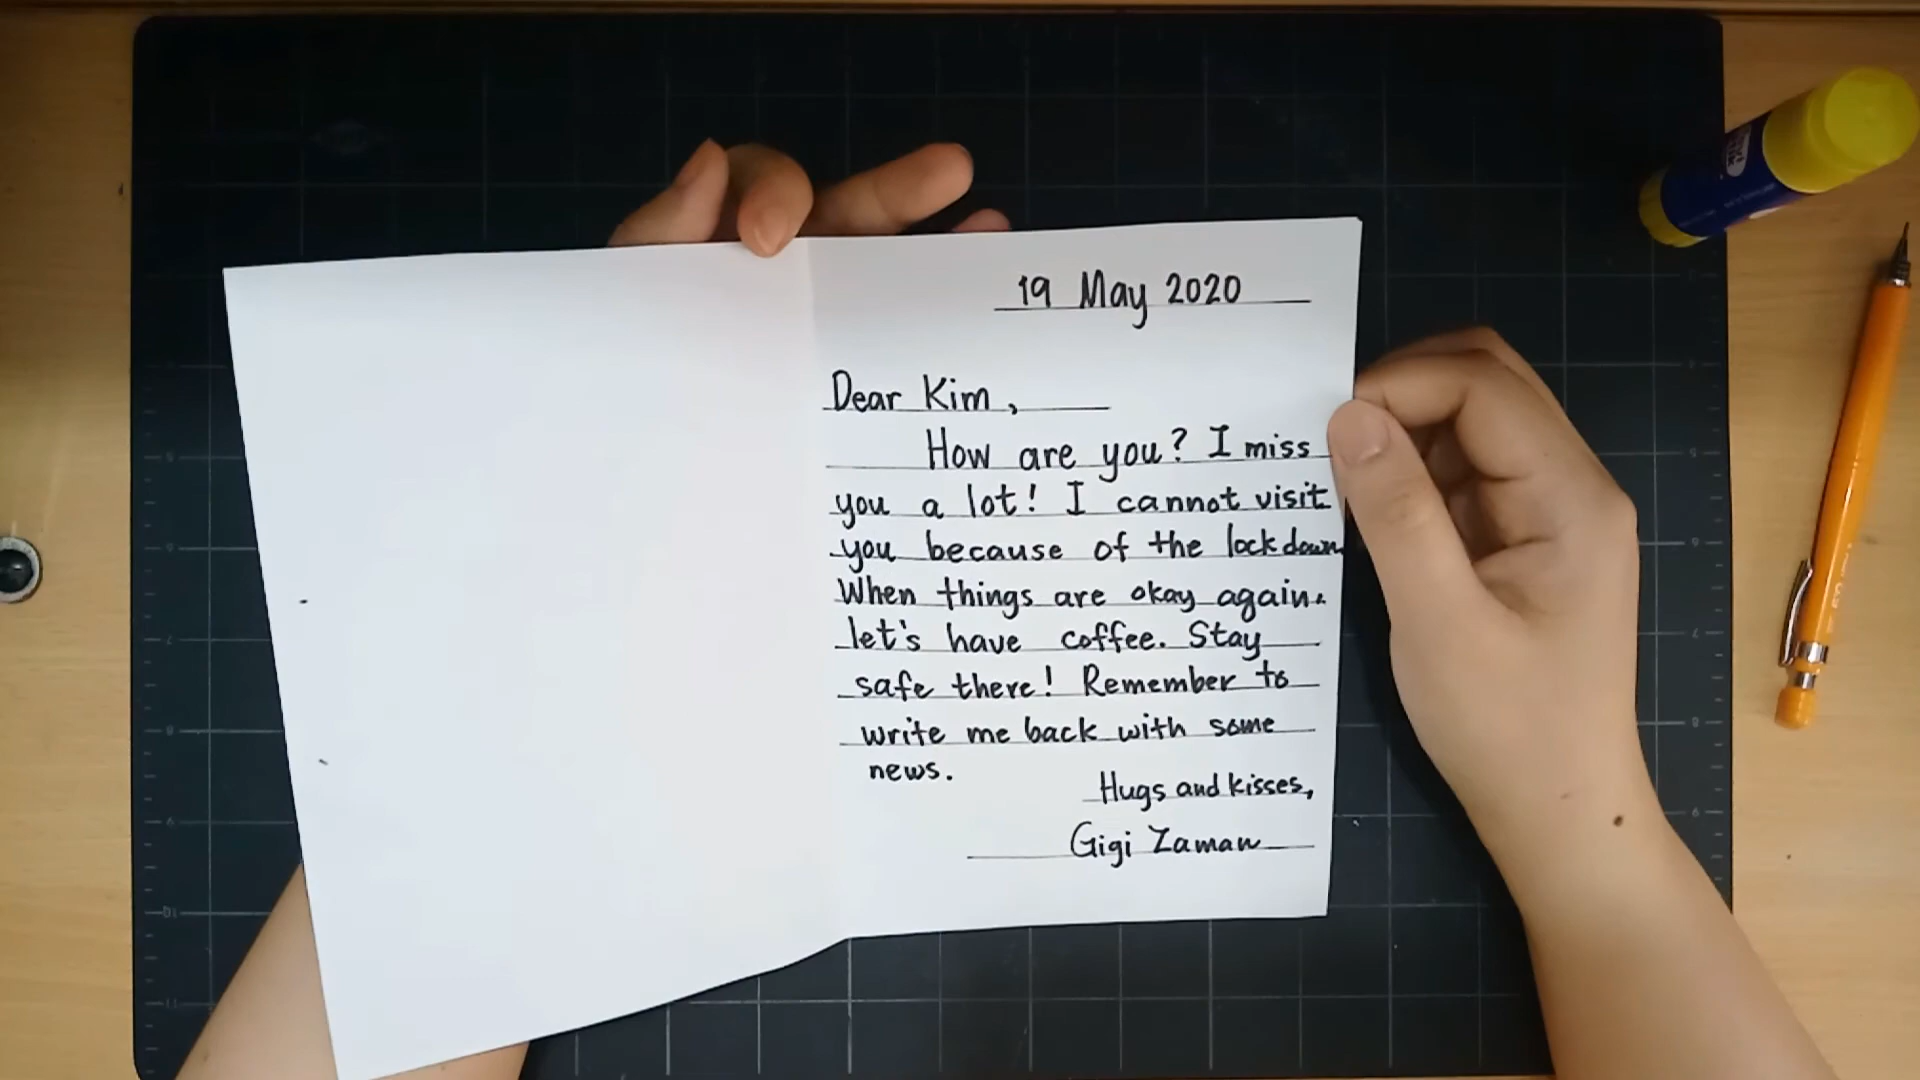 19 May 2020
Dear Kim,
How are you? I miss
you a lot! I cannot visit
you because of the lockdown
When things are okay again.
let's have coffee. Stay
safe there! Remember to
write me back with some
news.
Hugs and kisses,
Gigi Zaman